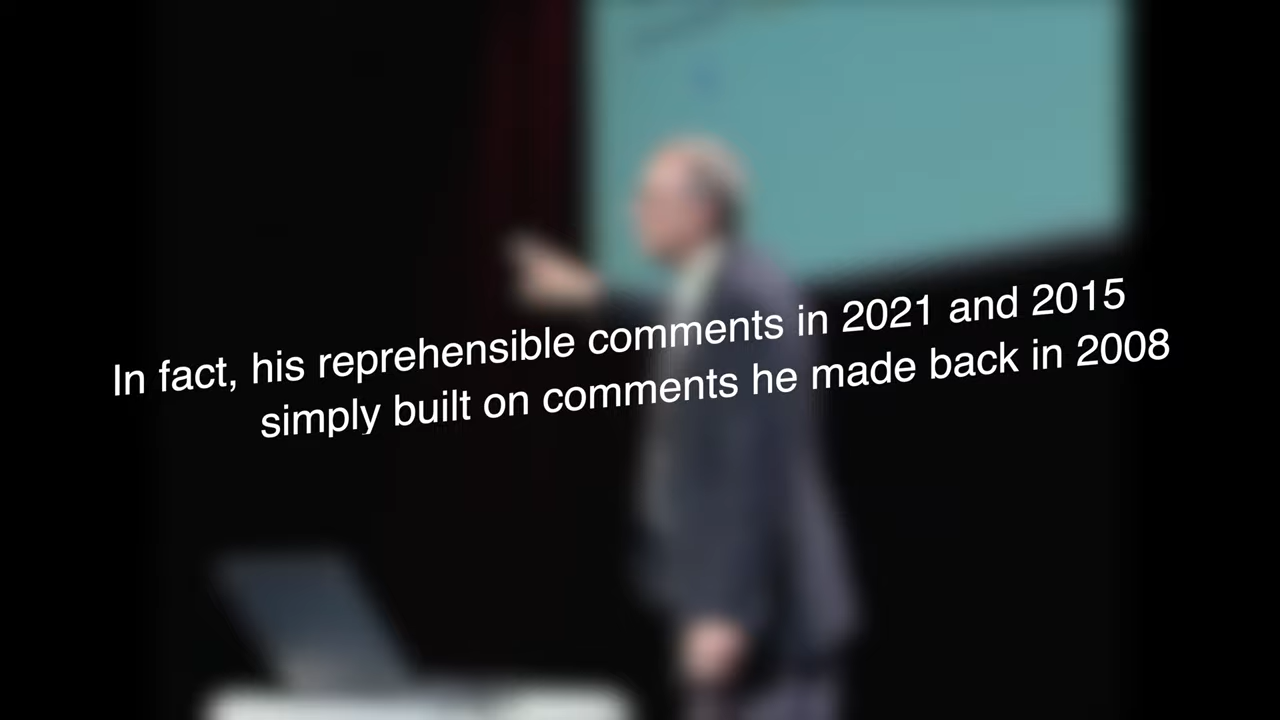 In fact, his reprehensible comments in 2021 and 2015
simply built on comments he made back in 2008